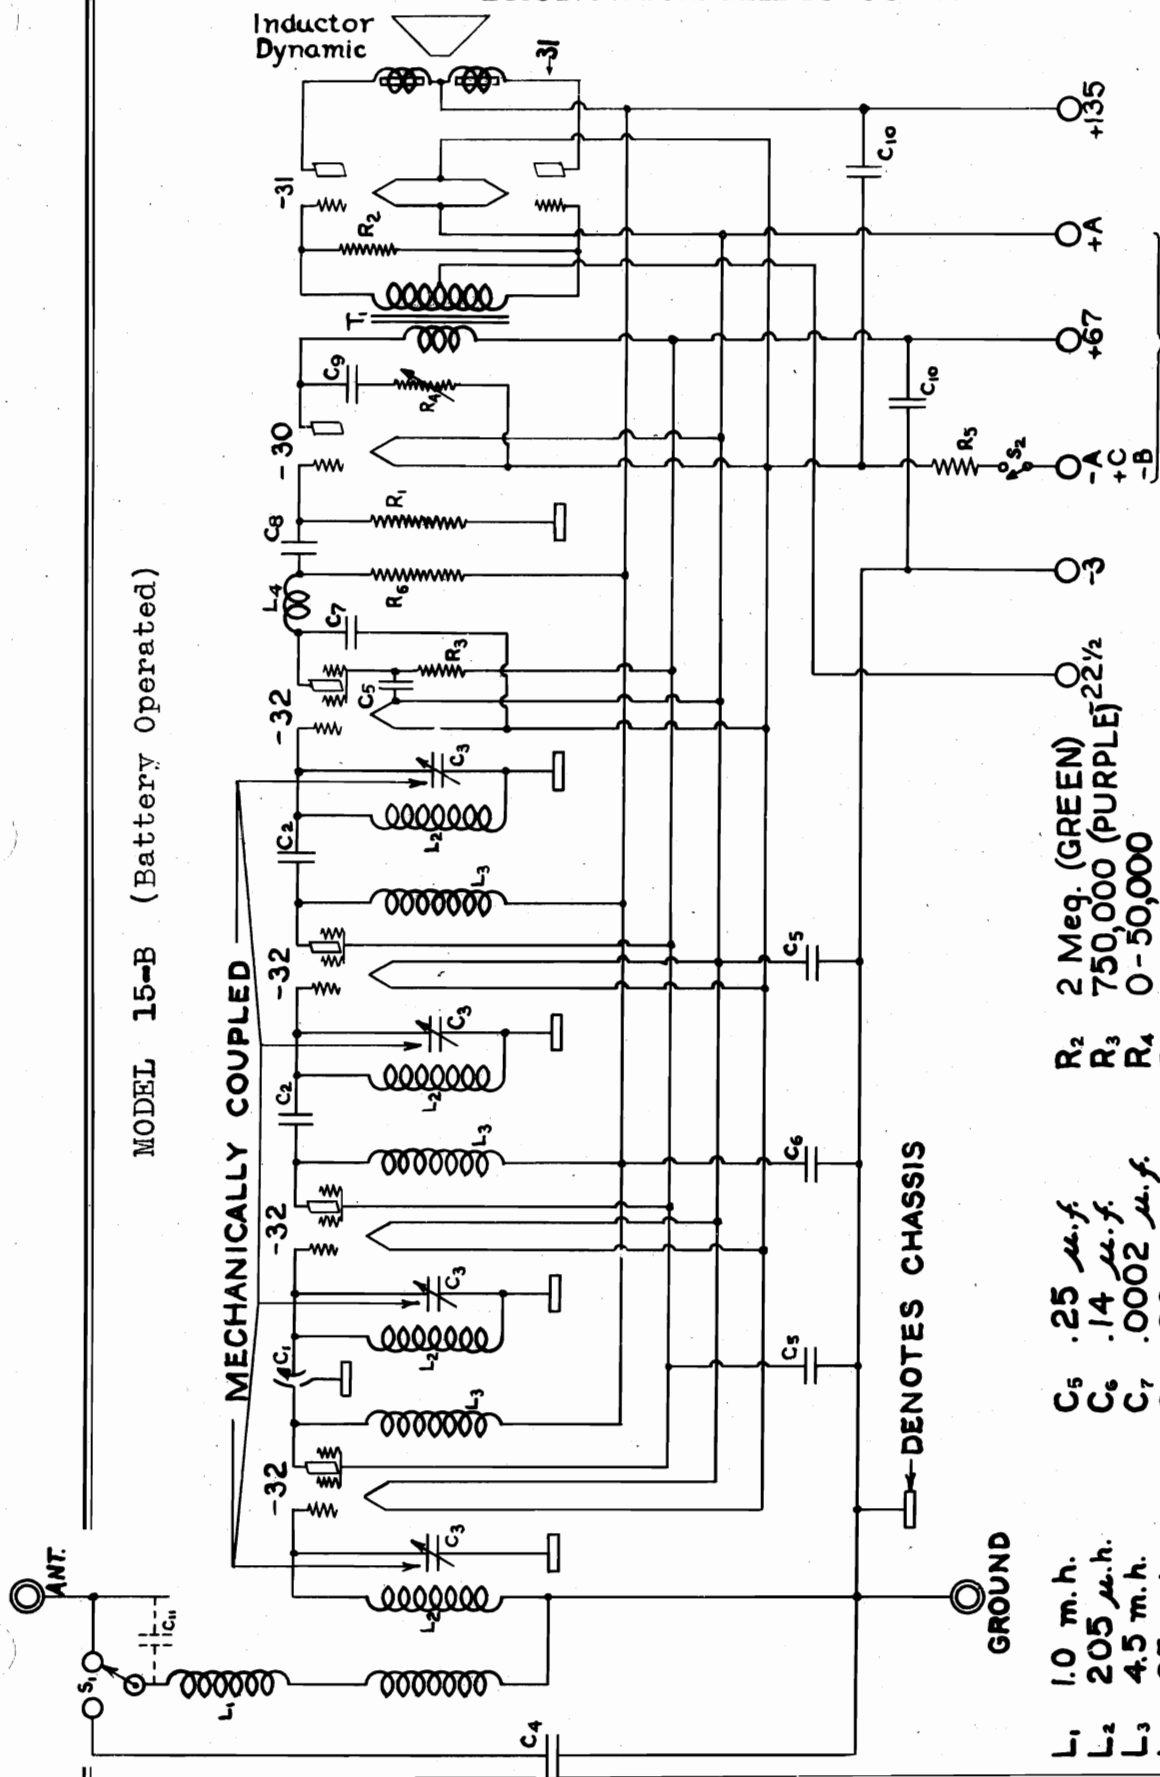 Inductor
Dynamic
31
-31
R2
T1
C9
R4
-30
C8
R1
L4
R6
C7
-32
C5
R3
C3
C2
L2
L3
-32
C3
C2
L2
L3
-32
C3
C1
L2
L3
-32
C3
L2
MODEL 15-B (Battery Operated)
MECHANICALLY COUPLED
C10
C10
R5
S2
C5
C6
C5
+135
+A
+67
-A
+C
-B
-3
-22½
DENOTES CHASSIS
ANT.
S1
C11
L1
C4
GROUND
L1 1.0 m.h.
L2 205 μ.h.
L3 4.5 m.h.
C5 .25 μ.f.
C6 .14 μ.f.
C7 .0002 μ.f.
R2 2 Meg. (GREEN)
R3 750,000 (PURPLE)
R4 0-50,000